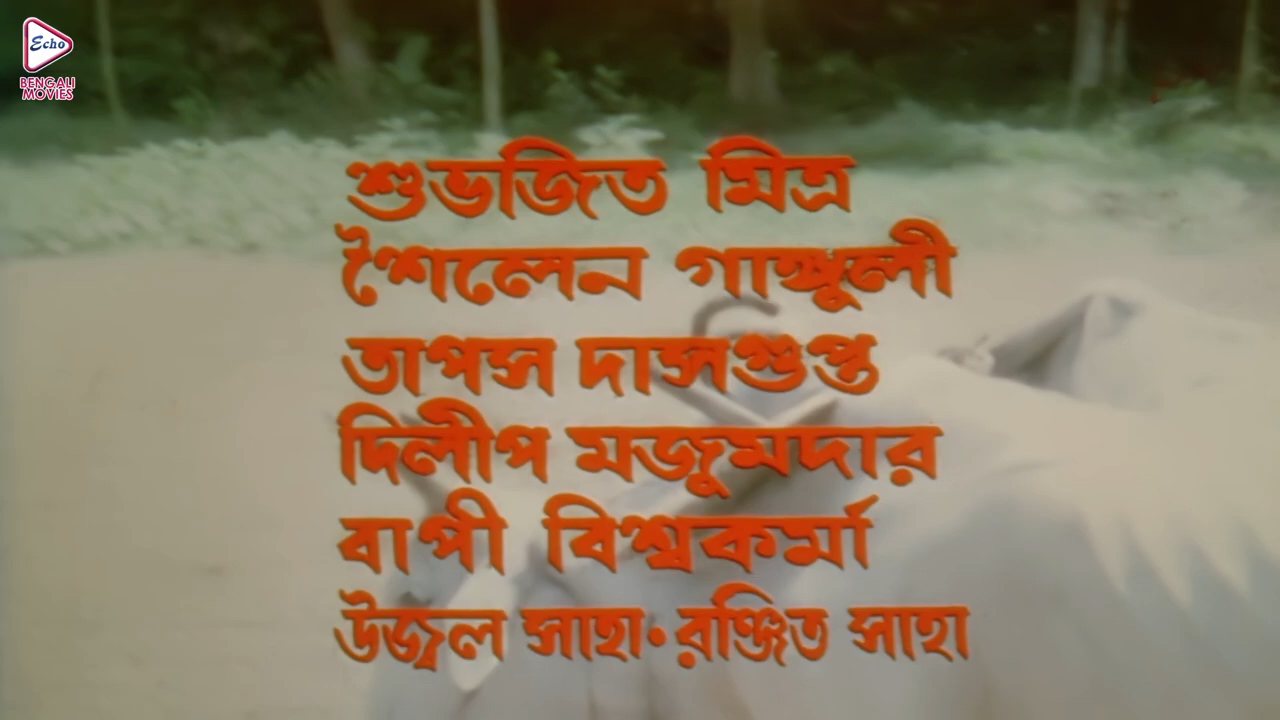 Echo
BENGALI
MOVIES
শুভজিত মিত্র
শৈলেন গাঙ্গুলী
তাপস দাসগুপ্ত
দিলীপ মজুমদার
বাপী বিশ্বকর্মা
উজ্বল সাহা • রঞ্জিত সাহা